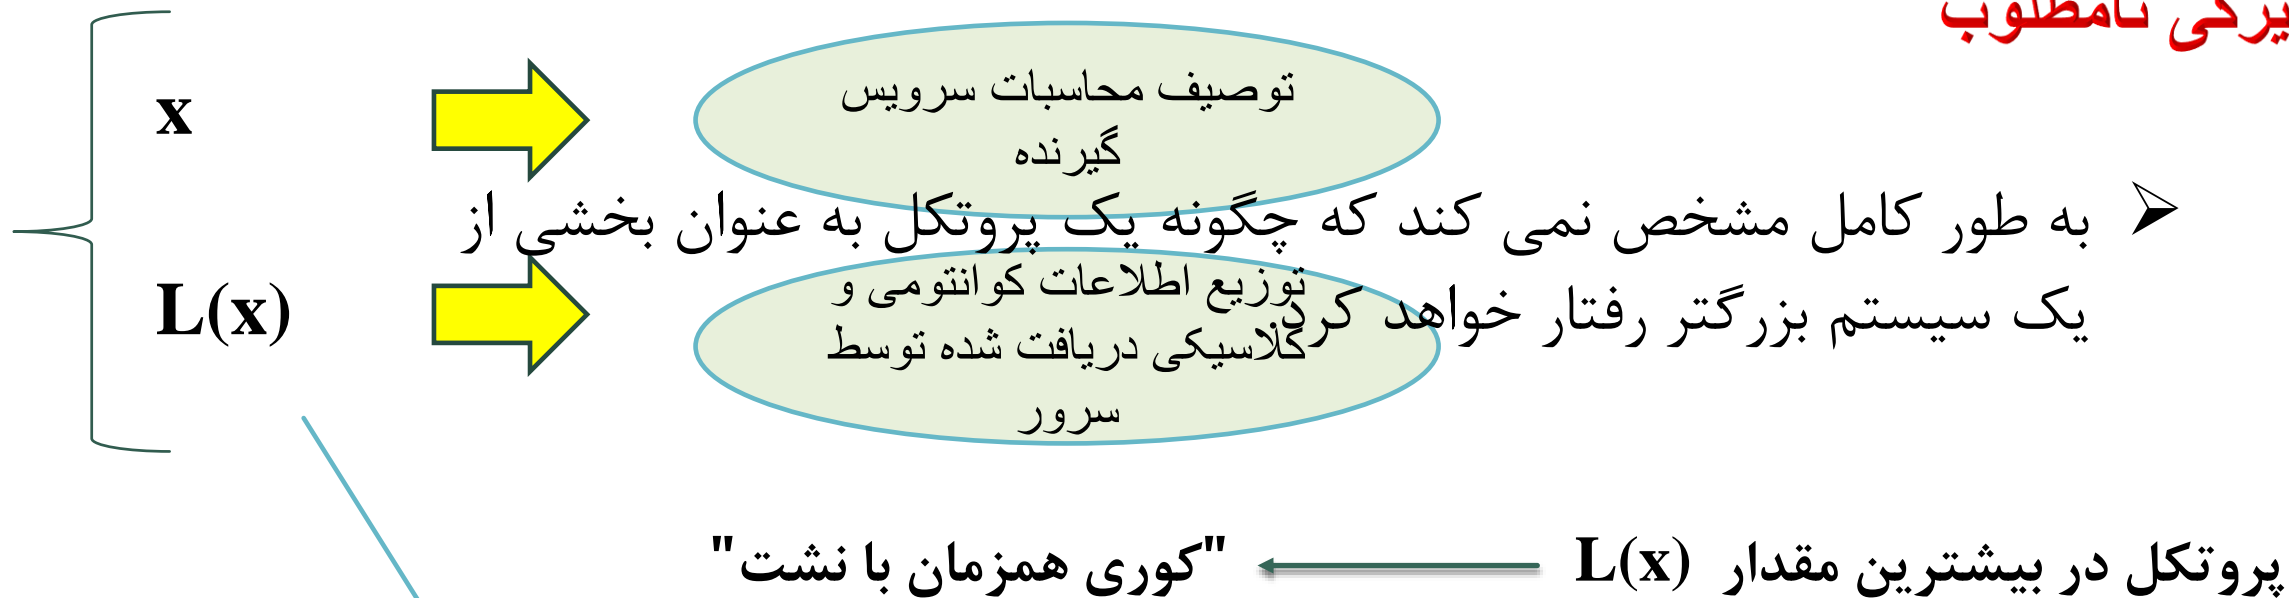 نامطلوب
x
توصیف محاسبات سرویس
گیرنده
به طور کامل مشخص نمی کند که چگونه یک پروتکل به عنوان بخشی از
یک سیستم بزرگتر رفتار خواهد کرد
L(x)
توزیع اطلاعات کوانتومی و
کلاسیکی دریافت شده توسط
سرور
پروتکل در بیشترین مقدار L(x)
"کوری همزمان با نشت"